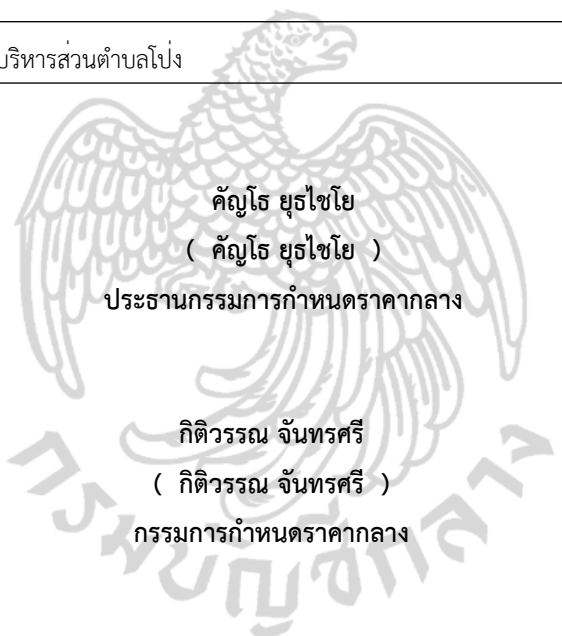 บริหารส่วนตำบลโป่ง
คัญโธ ยุธไชโย
( คัญโธ ยุธไชโย )
ประธานกรรมการกำหนดราคากลาง
กิติวรรณ จันทรศรี
( กิติวรรณ จันทรศรี )
กรรมการกำหนดราคากลาง
กรมบัญชีกลาง